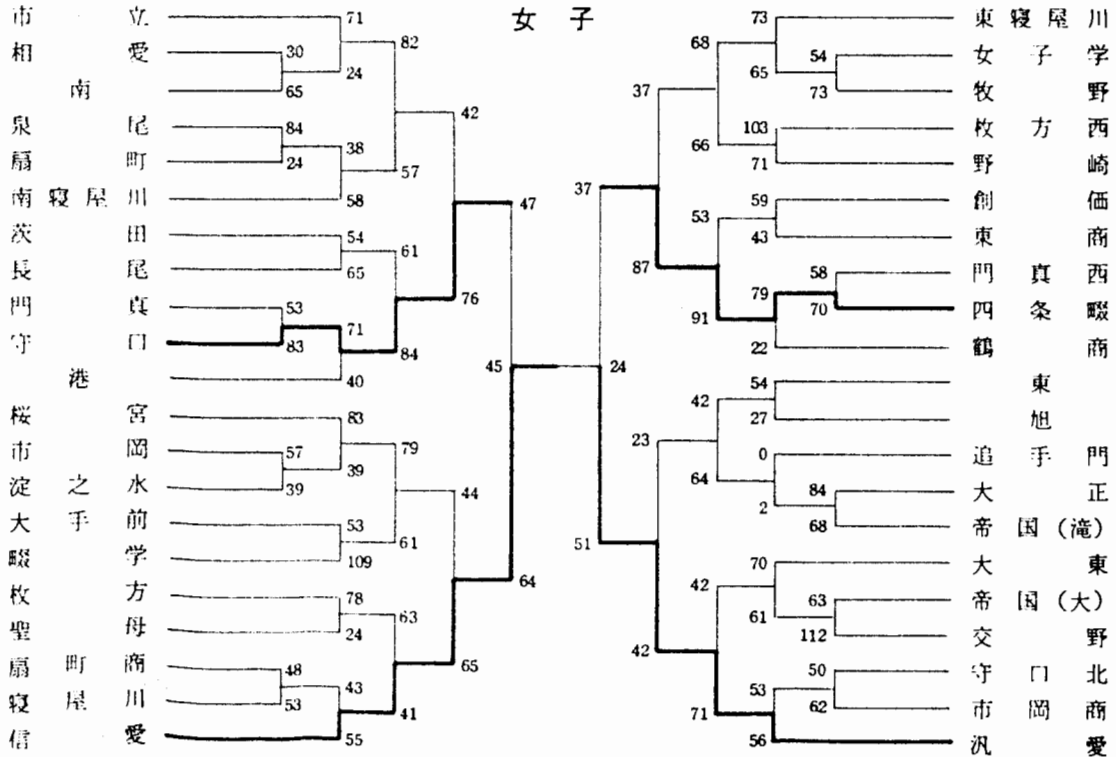 女子
市立 71
相愛 30
82
24
南 65
42
泉尾 84
38
扇町 24
57
南寝屋川 58
47
茨田 54
61
長尾 65
76
門真 53
71
守口 83
84
港 40
45
桜宮 83
79
市岡 57
39
淀之水 39
44
大手前 53
61
畷学 109
64
枚方 78
63
聖母 24
65
扇町商 48
43
寝屋川 53
41
信愛 55
73 東寝屋川
68
54 女子学
65
73 牧野
37
103 枚方西
66
71 野崎
37
59 創価
53
43 東商
87
58 門真西
79
70 四条畷
91
22 鶴商
24
54 東
42
27 旭
23
0 追手門
64
84 大正
2
68 帝国(滝)
51
70 大東
42
63 帝国(大)
61
112 交野
42
50 守口北
53
62 市岡商
71
56 汎愛